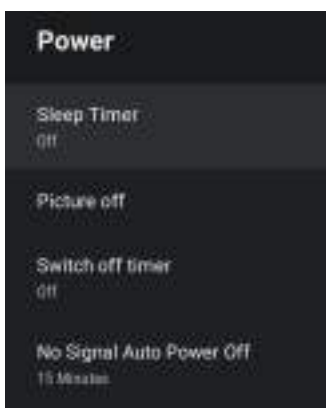 Power
Sleep Timer
Off
Picture off
Switch off timer
Off
No Signal Auto Power Off
15 Minutes